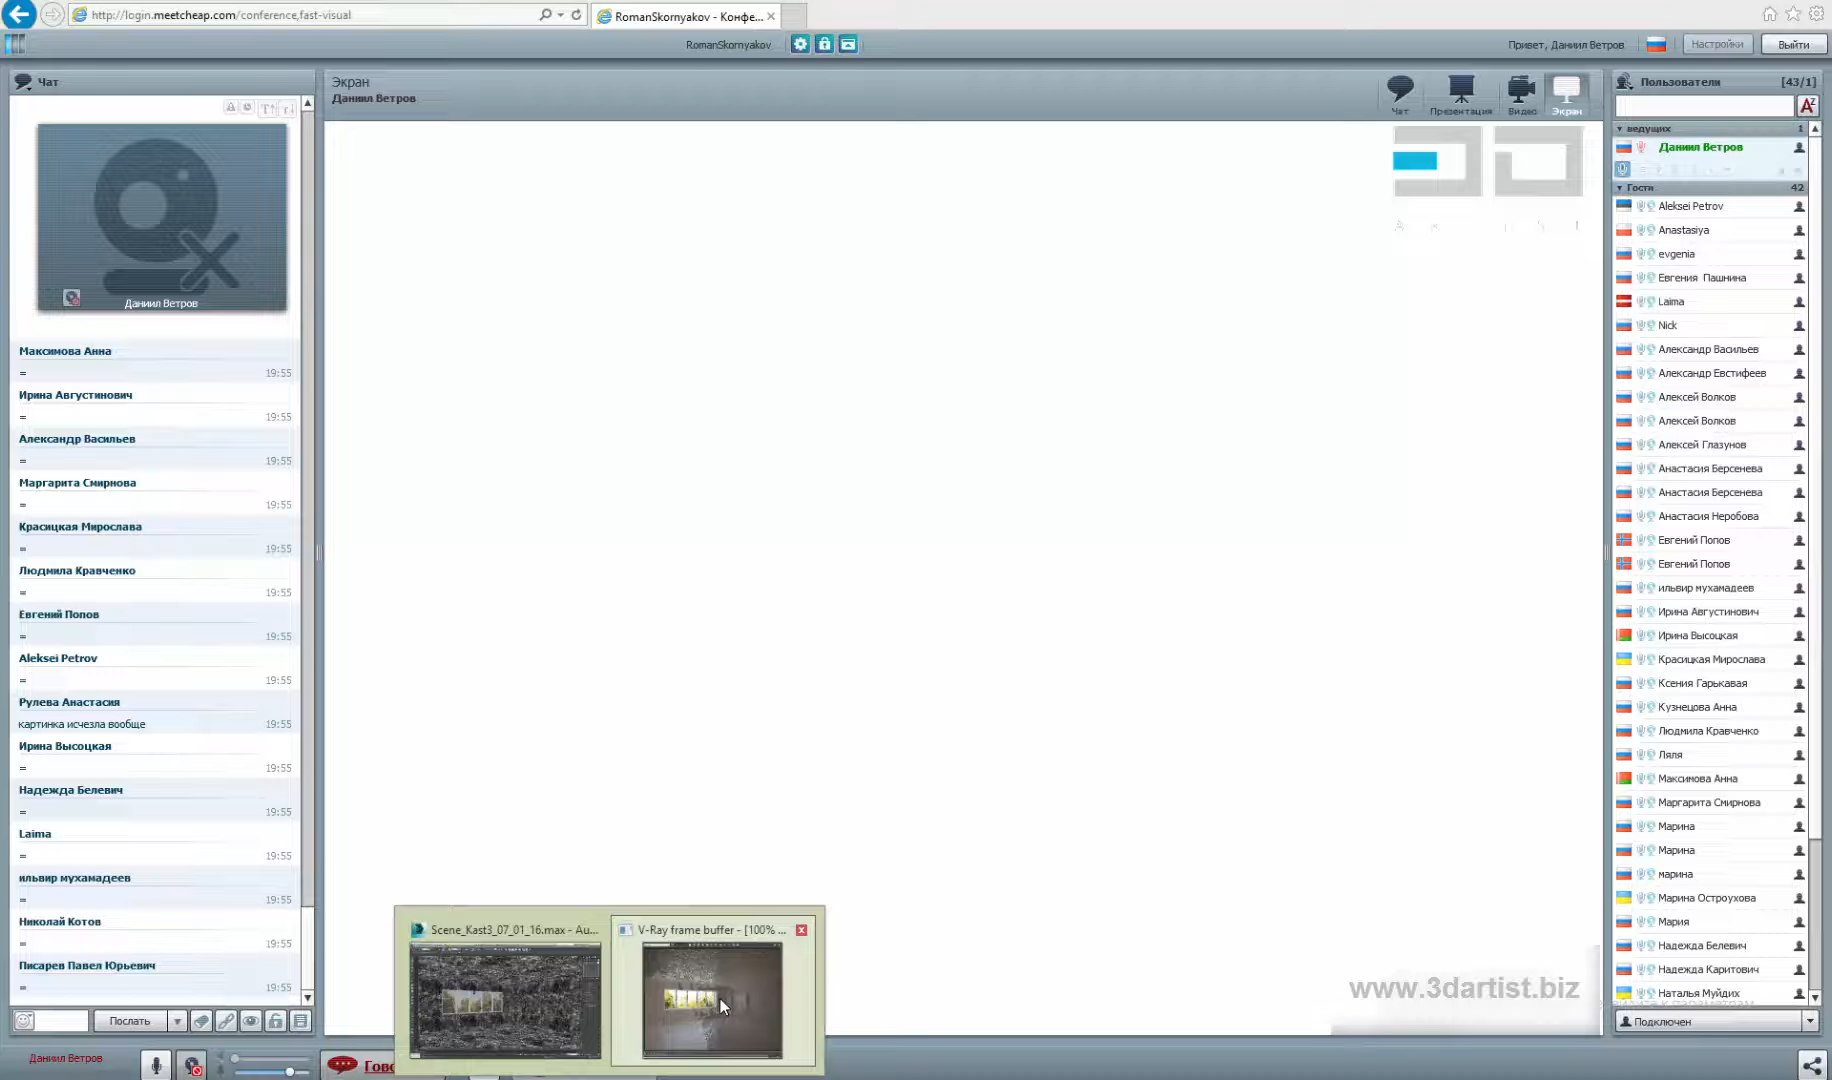 http://login.meetcheap.com/conference,fast-visual
RomanSkornyakov - Конфе...
RomanSkornyakov
Привет, Даниил Ветров
Настройки
Выйти
Чат
Экран
Даниил Ветров
Чат
Презентация
Видео
Экран
Пользователи
[43/1]
Даниил Ветров
Максимова Анна
=
19:55
Ирина Августинович
=
19:55
Александр Васильев
=
19:55
Маргарита Смирнова
=
19:55
Красицкая Мирослава
=
19:55
Людмила Кравченко
=
19:55
Евгений Попов
=
19:55
Aleksei Petrov
=
19:55
Рулева Анастасия
картинка исчезла вообще
19:55
Ирина Высоцкая
=
19:55
Надежда Белевич
=
19:55
Laima
=
19:55
ильвир мухамадеев
=
19:55
Николай Котов
=
19:55
Писарев Павел Юрьевич
=
19:55
Послать
Даниил Ветров
Scene_Kast3_07_01_16.max - Au...
V-Ray frame buffer - [100% ...
www.3dartist.biz
ведущих
1
Даниил Ветров
Гости
42
Aleksei Petrov
Anastasiya
evgenia
Евгения Пашнина
Laima
Nick
Александр Васильев
Александр Евстифеев
Алексей Волков
Алексей Волков
Алексей Глазунов
Анастасия Берсенева
Анастасия Берсенева
Анастасия Неробова
Евгений Попов
Евгений Попов
ильвир мухамадеев
Ирина Августинович
Ирина Высоцкая
Красицкая Мирослава
Ксения Гарькавая
Кузнецова Анна
Людмила Кравченко
Ляля
Максимова Анна
Маргарита Смирнова
Марина
Марина
марина
Марина Остроухова
Мария
Надежда Белевич
Надежда Каритович
Наталья Муйдих
Подключен